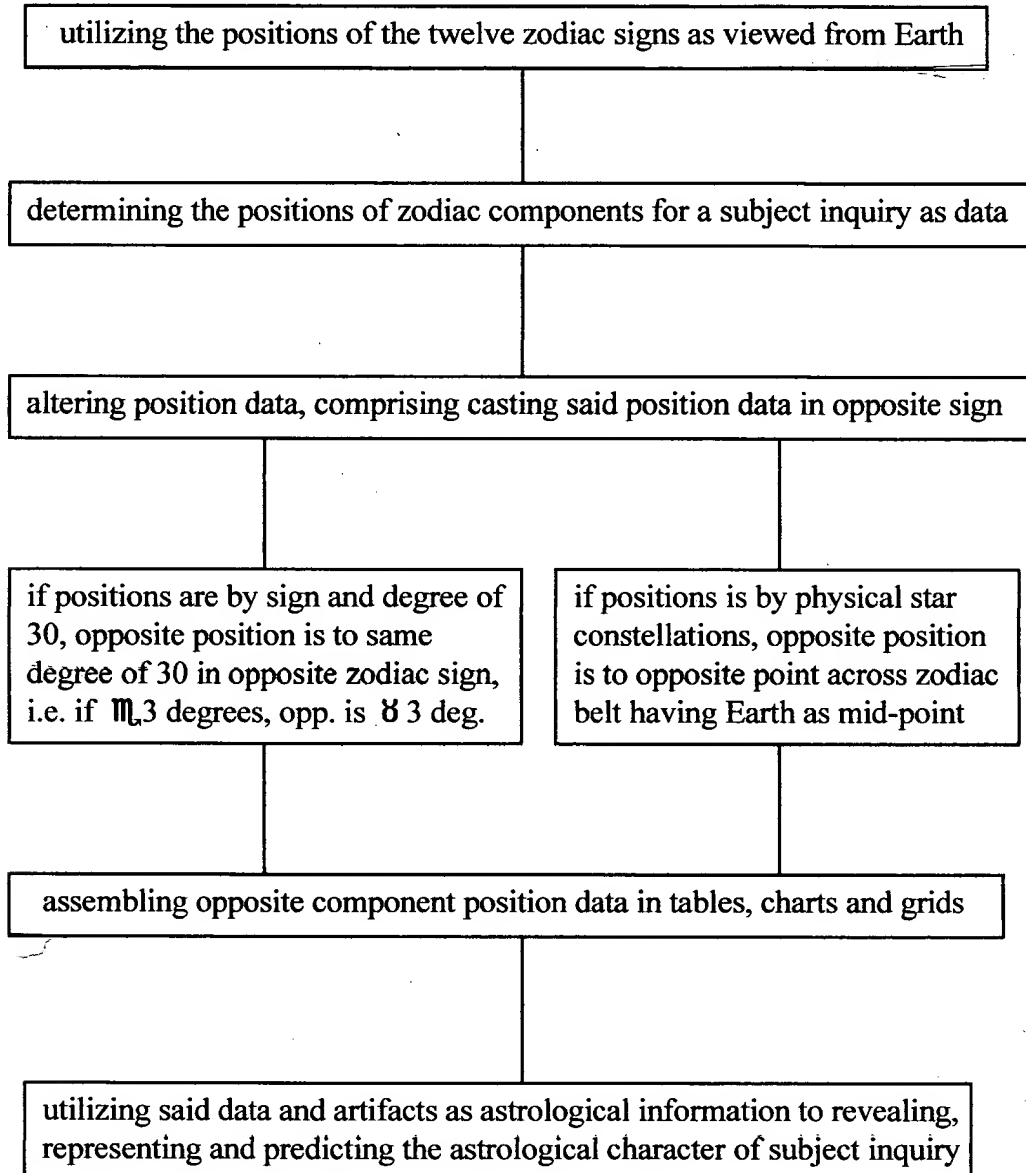 utilizing the positions of the twelve zodiac signs as viewed from Earth
determining the positions of zodiac components for a subject inquiry as data
altering position data, comprising casting said position data in opposite sign
if positions are by sign and degree of
30, opposite position is to same
degree of 30 in opposite zodiac sign,
i.e. if ♏3 degrees, opp. is ♉ 3 deg.
if positions is by physical star
constellations, opposite position
is to opposite point across zodiac
belt having Earth as mid-point
assembling opposite component position data in tables, charts and grids
utilizing said data and artifacts as astrological information to revealing,
representing and predicting the astrological character of subject inquiry